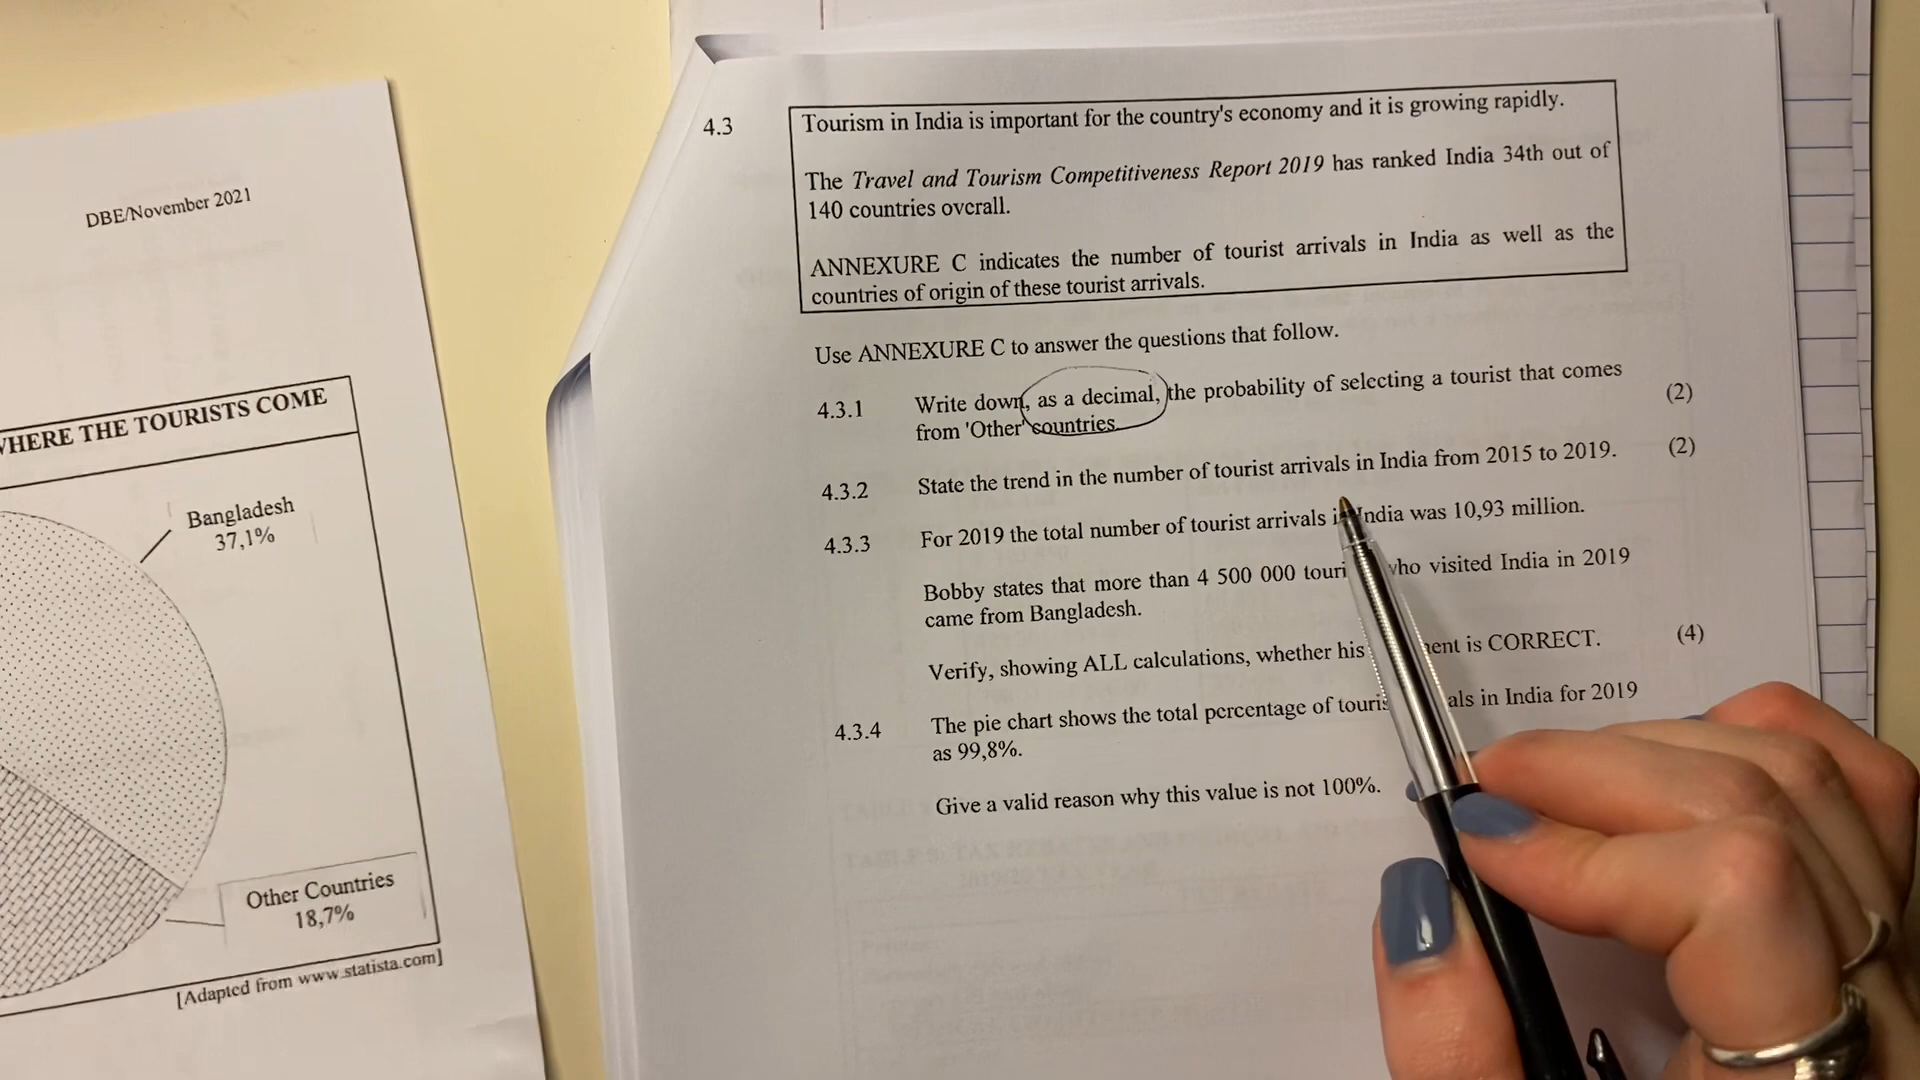 DBE/November 2021
WHERE THE TOURISTS COME
Bangladesh
37,1%
Other Countries
18,7%
[Adapted from www.statista.com]
4.3 Tourism in India is important for the country's economy and it is growing rapidly.
The Travel and Tourism Competitiveness Report 2019 has ranked India 34th out of
140 countries overall.
ANNEXURE C indicates the number of tourist arrivals in India as well as the
countries of origin of these tourist arrivals.
Use ANNEXURE C to answer the questions that follow.
4.3.1 Write down, as a decimal, the probability of selecting a tourist that comes
from 'Other' countries. (2)
4.3.2 State the trend in the number of tourist arrivals in India from 2015 to 2019. (2)
4.3.3 For 2019 the total number of tourist arrivals in India was 10,93 million.
Bobby states that more than 4 500 000 who visited India in 2019
came from Bangladesh.
Verify, showing ALL calculations, whether his is CORRECT. (4)
4.3.4 The pie chart shows the total percentage of in India for 2019
as 99,8%.
Give a valid reason why this value is not 100%.